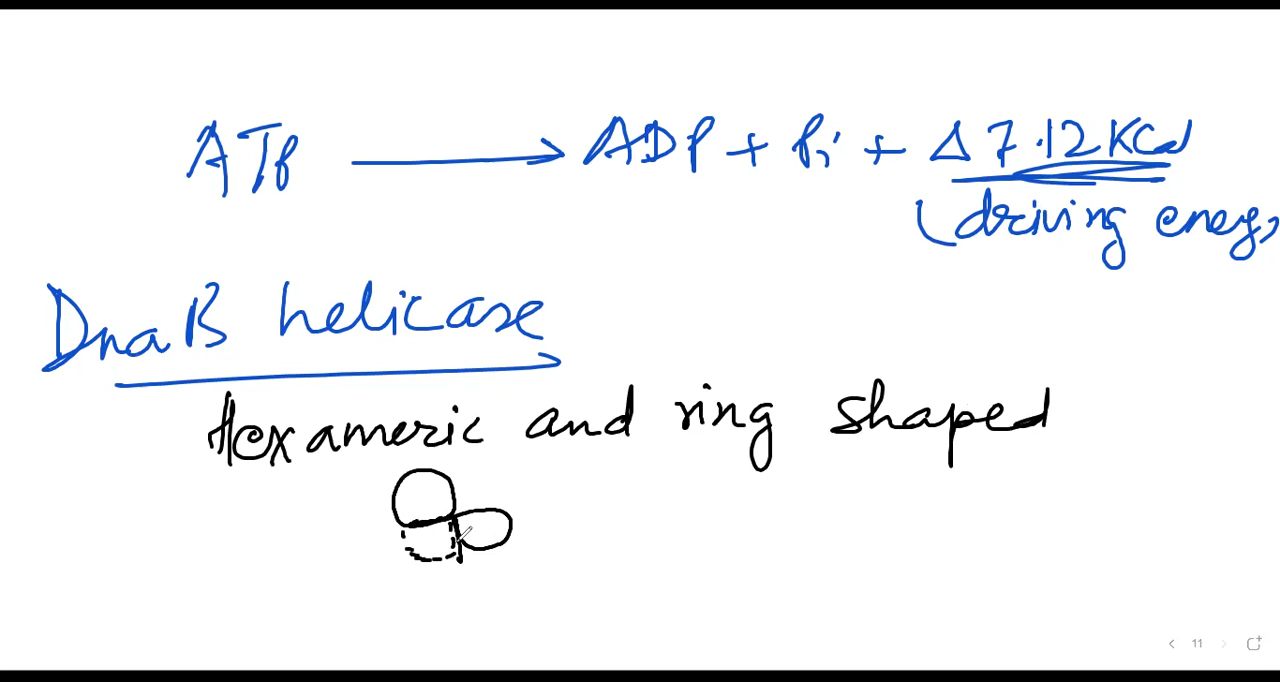 ATP → ADP + Pi + Δ 7.12 KCal
(driving energy
DnaB helicase
Hexameric and ring shaped
11